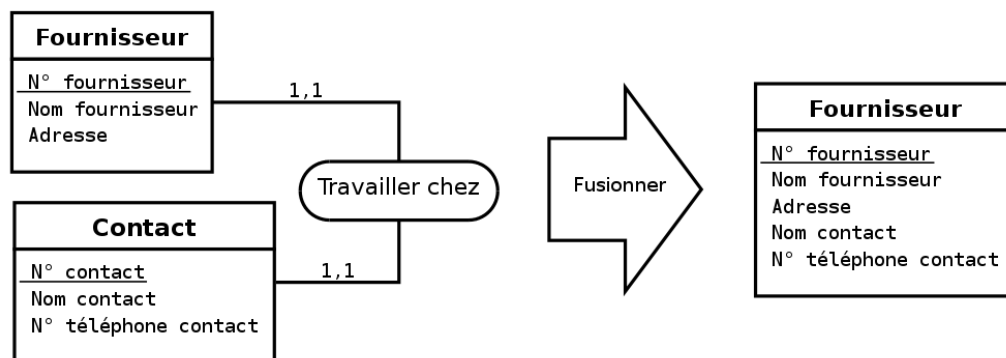 Fournisseur
N° fournisseur
Nom fournisseur
Adresse
1,1
Travailler chez
Contact
N° contact
Nom contact
N° téléphone contact
1,1
Fusionner
Fournisseur
N° fournisseur
Nom fournisseur
Adresse
Nom contact
N° téléphone contact